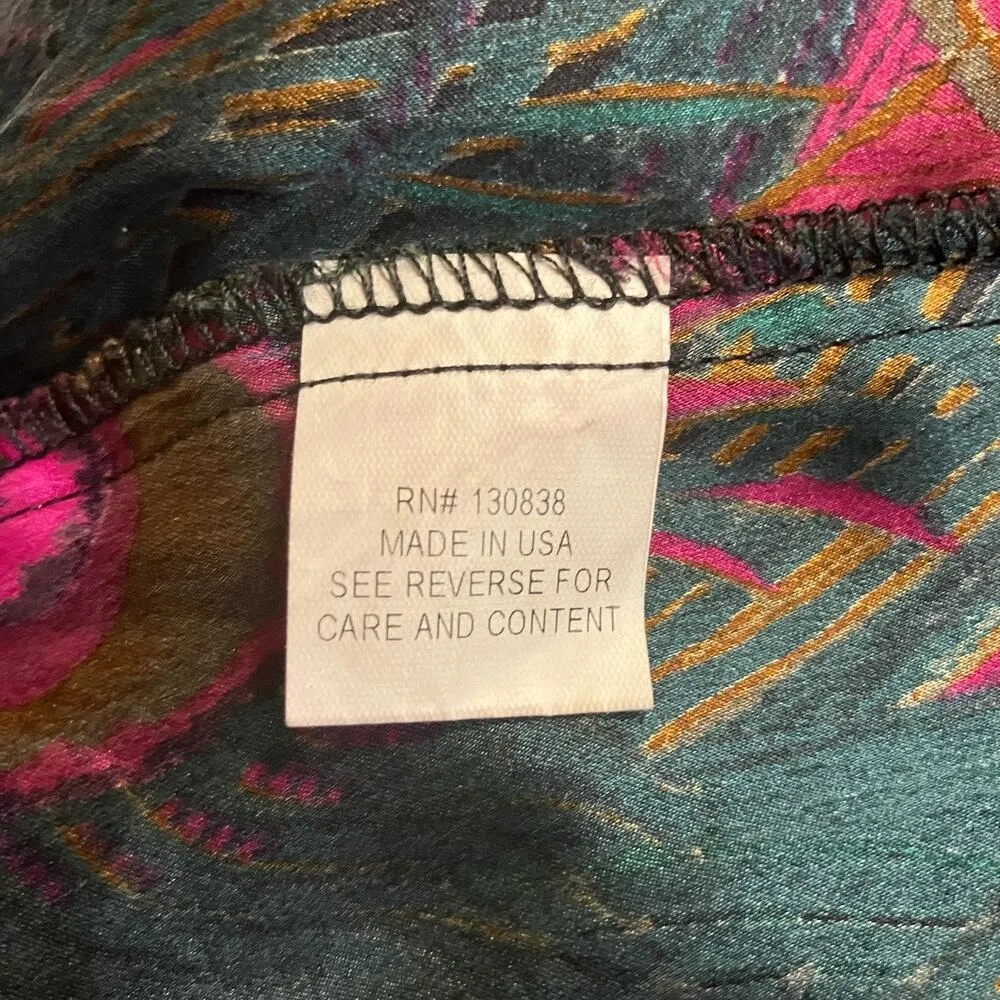 RN# 130838
MADE IN USA
SEE REVERSE FOR
CARE AND CONTENT